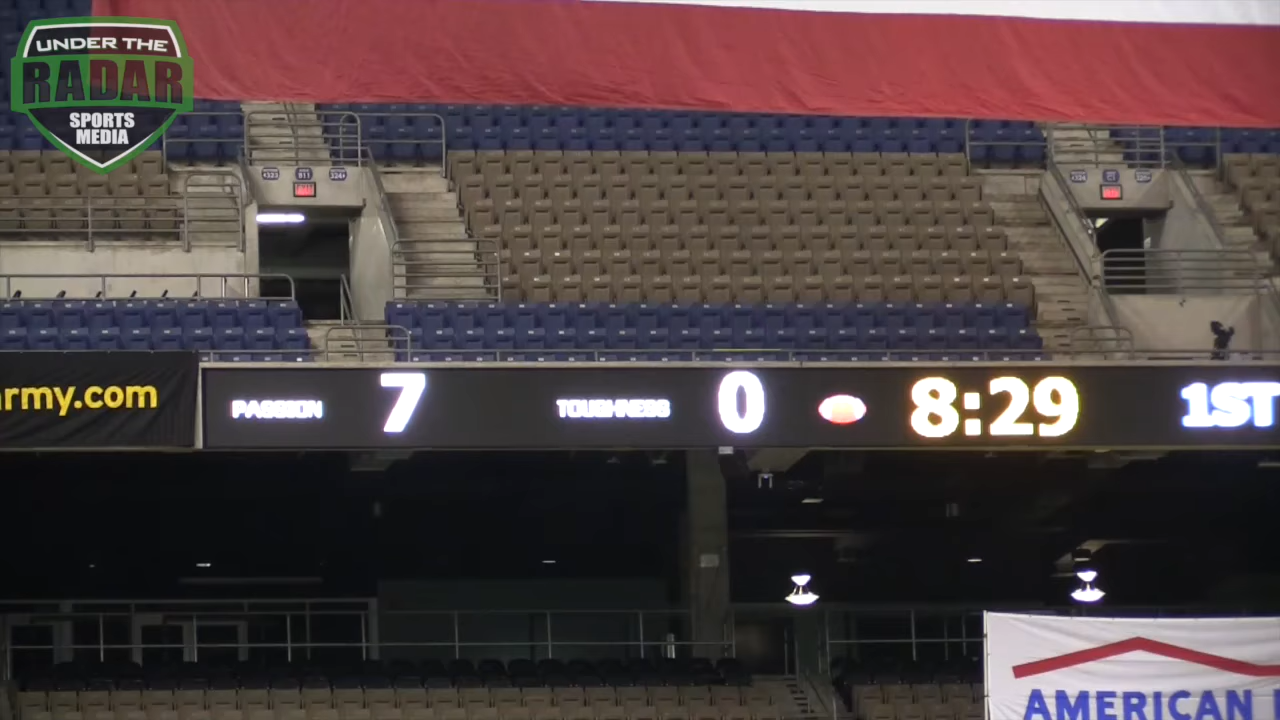 UNDER THE
RADAR
SPORTS
MEDIA
rmy.com
PASSION 7 TOUGHNESS 0 8:29 1ST
AMERICAN